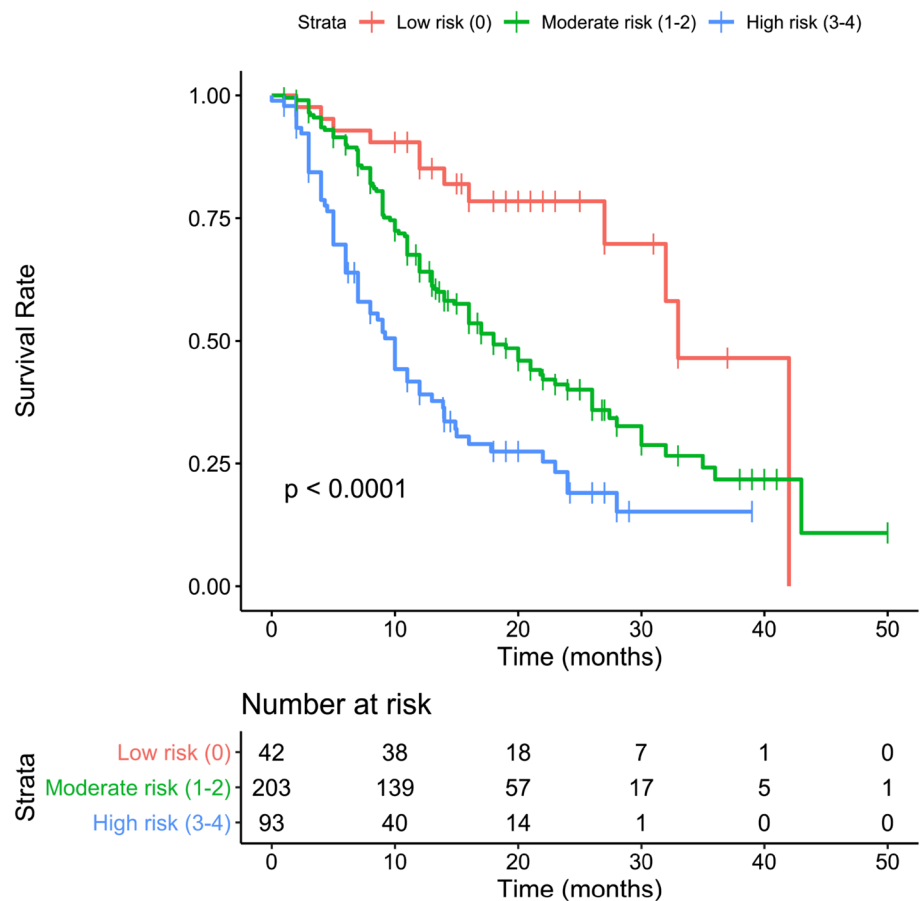 Strata Low risk (0) Moderate risk (1-2) High risk (3-4)
1.00
0.75
0.50
0.25
0.00
Survival Rate
p < 0.0001
0 10 20 30 40 50
Time (months)
Number at risk
Strata
Low risk (0) 42 38 18 7 1 0
Moderate risk (1-2) 203 139 57 17 5 1
High risk (3-4) 93 40 14 1 0 0
0 10 20 30 40 50
Time (months)